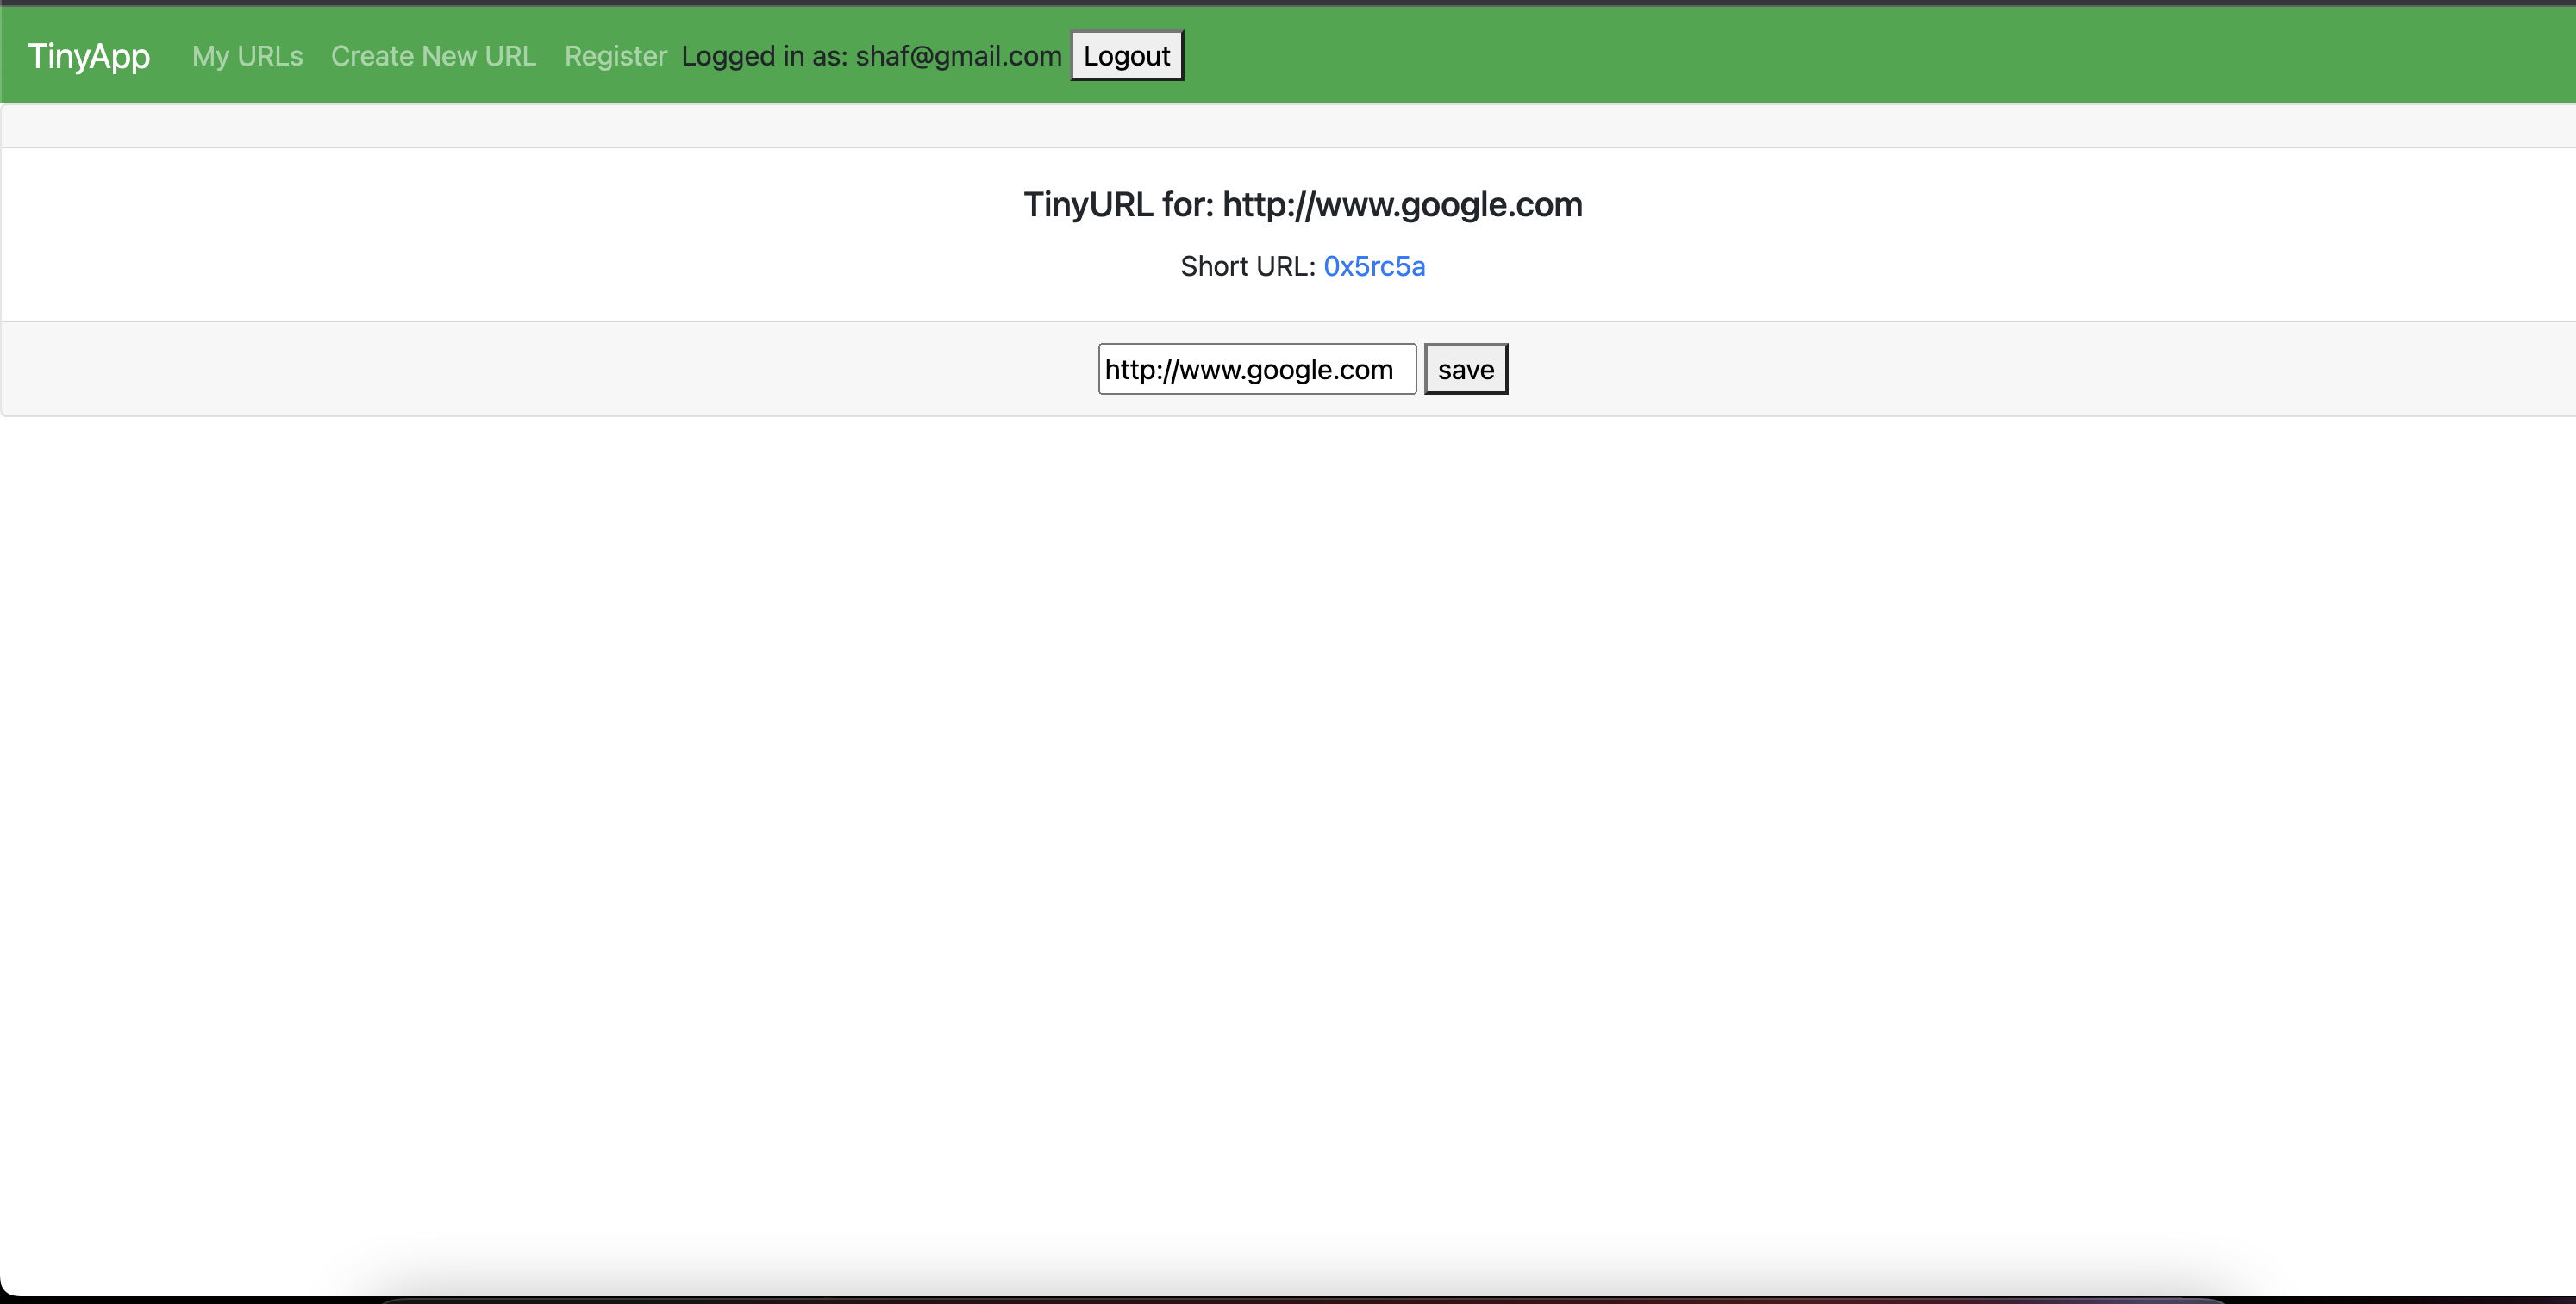 TinyApp My URLs Create New URL Register Logged in as: shaf@gmail.com Logout
TinyURL for: http://www.google.com
Short URL: 0x5rc5a
http://www.google.com save